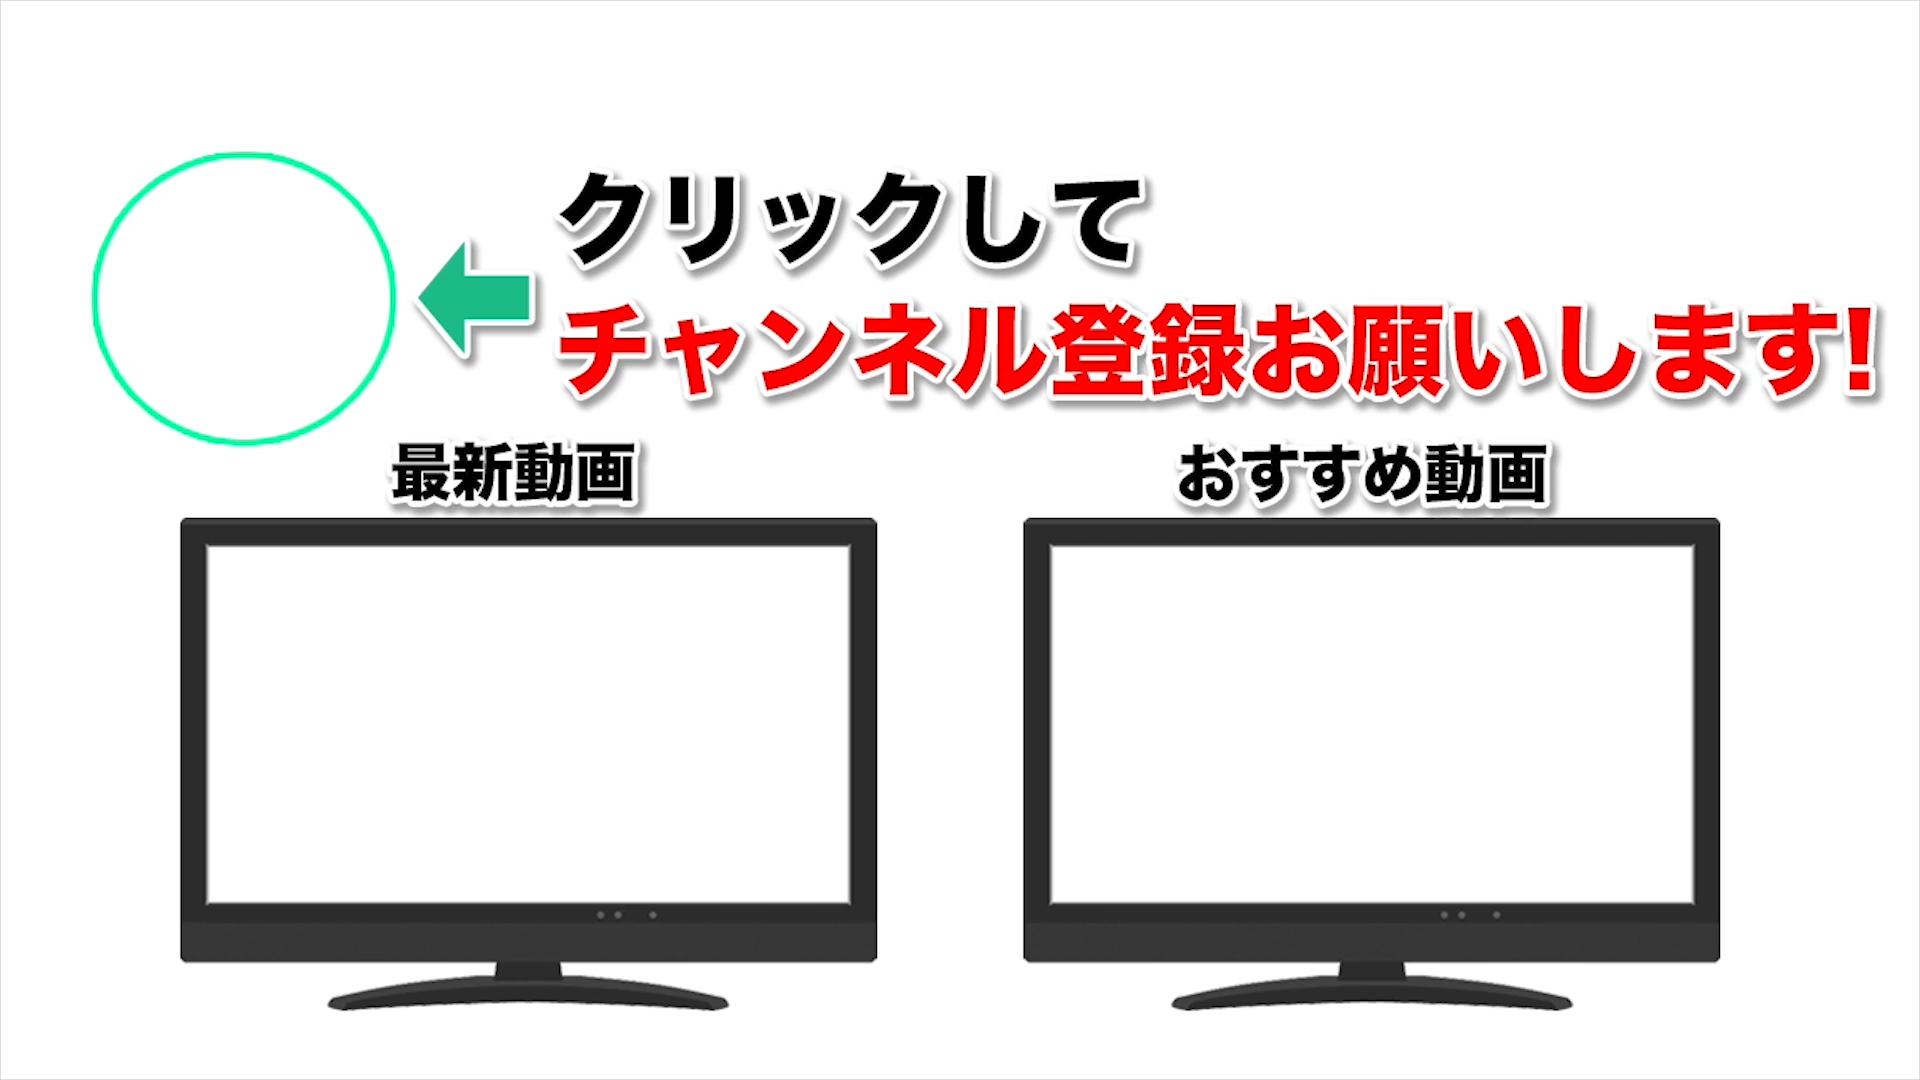 クリックして
チャンネル登録お願いします!
最新動画
おすすめ動画